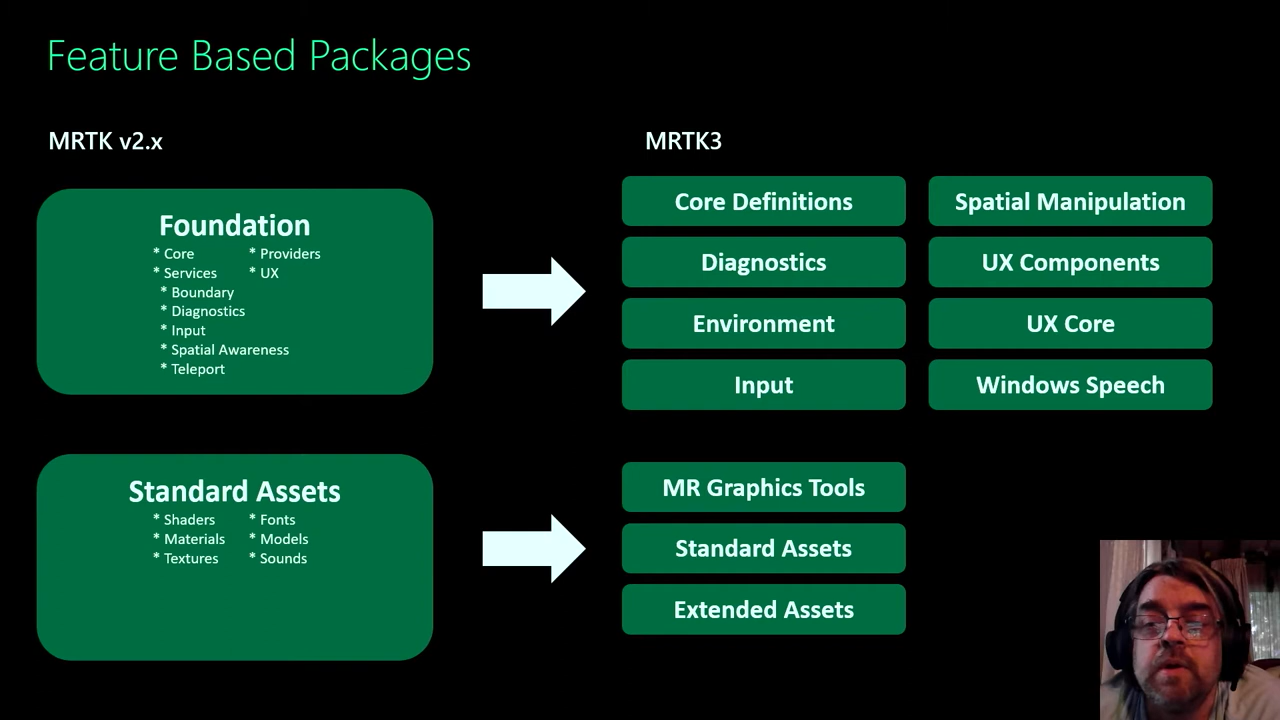 Feature Based Packages
MRTK v2.x
Foundation
* Core
* Services
* Boundary
* Diagnostics
* Input
* Spatial Awareness
* Teleport
* Providers
* UX
Standard Assets
* Shaders
* Materials
* Textures
* Fonts
* Models
* Sounds
MRTK3
Core Definitions
Diagnostics
Environment
Input
Spatial Manipulation
UX Components
UX Core
Windows Speech
MR Graphics Tools
Standard Assets
Extended Assets